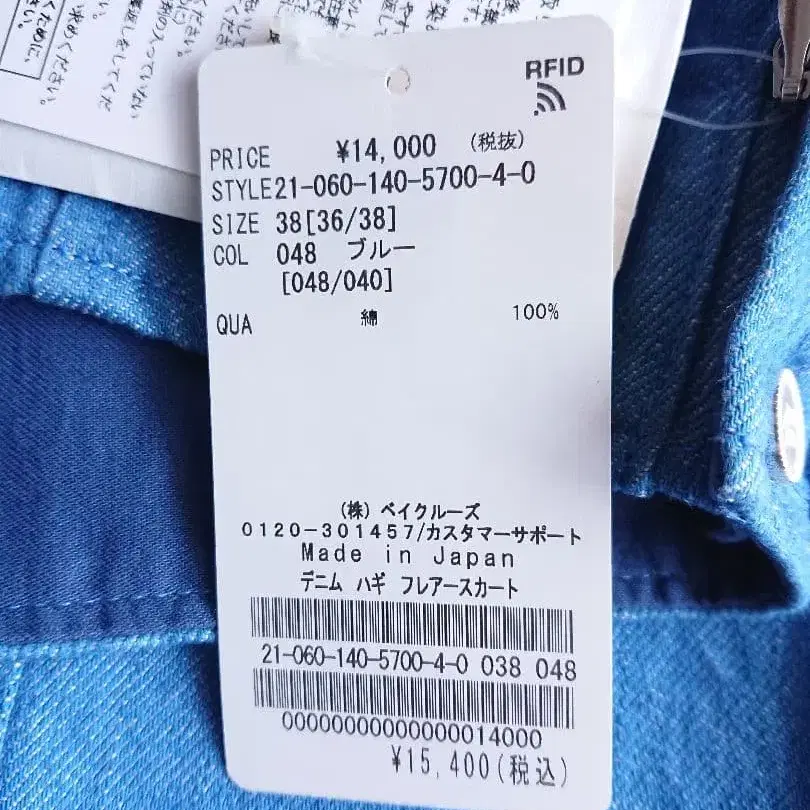 RFID
PRICE ¥14,000 (税抜)
STYLE 21-060-140-5700-4-0
SIZE 38[36/38]
COL 048 ブルー
[048/040]
QUA 綿 100%
(株) ベイクルーズ
0120-301457/カスタマーサポート
Made in Japan
デニム ハギ フレアースカート
21-060-140-5700-4-0 038 048
00000000000000014000
¥15,400(税込)